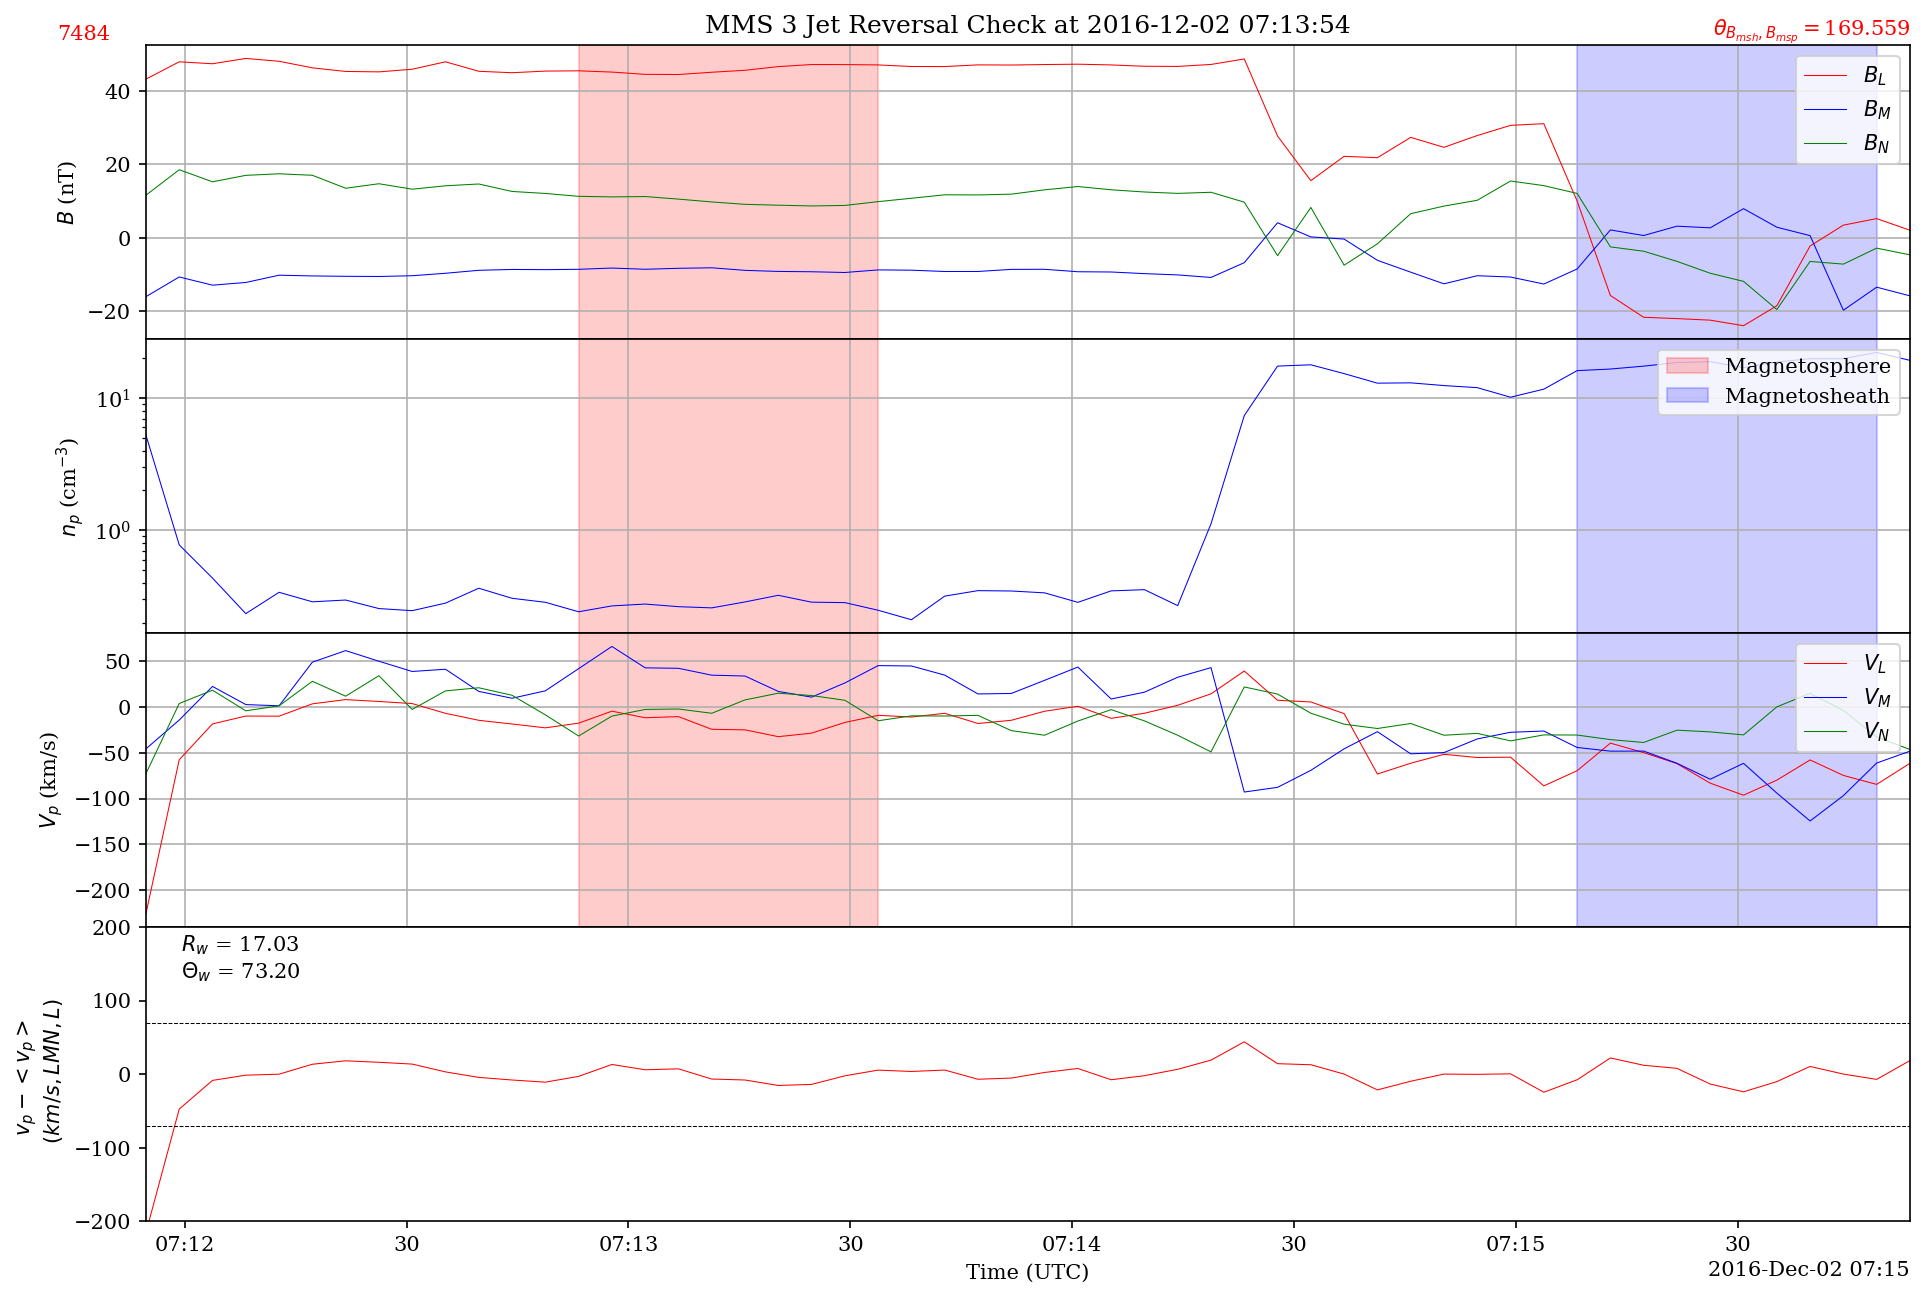 7484
MMS 3 Jet Reversal Check at 2016-12-02 07:13:54
θ_{B_{msh}, B_{msp}} = 169.559
40
20
0
−20
B (nT)
B_L
B_M
B_N
10^1
10^0
n_p (cm^{−3})
Magnetosphere
Magnetosheath
50
0
−50
−100
−150
−200
V_p (km/s)
V_L
V_M
V_N
200
100
0
−100
−200
v_p − < v_p >
(km/s, LMN, L)
R_w = 17.03
Θ_w = 73.20
07:12
30
07:13
30
07:14
30
07:15
30
Time (UTC)
2016-Dec-02 07:15